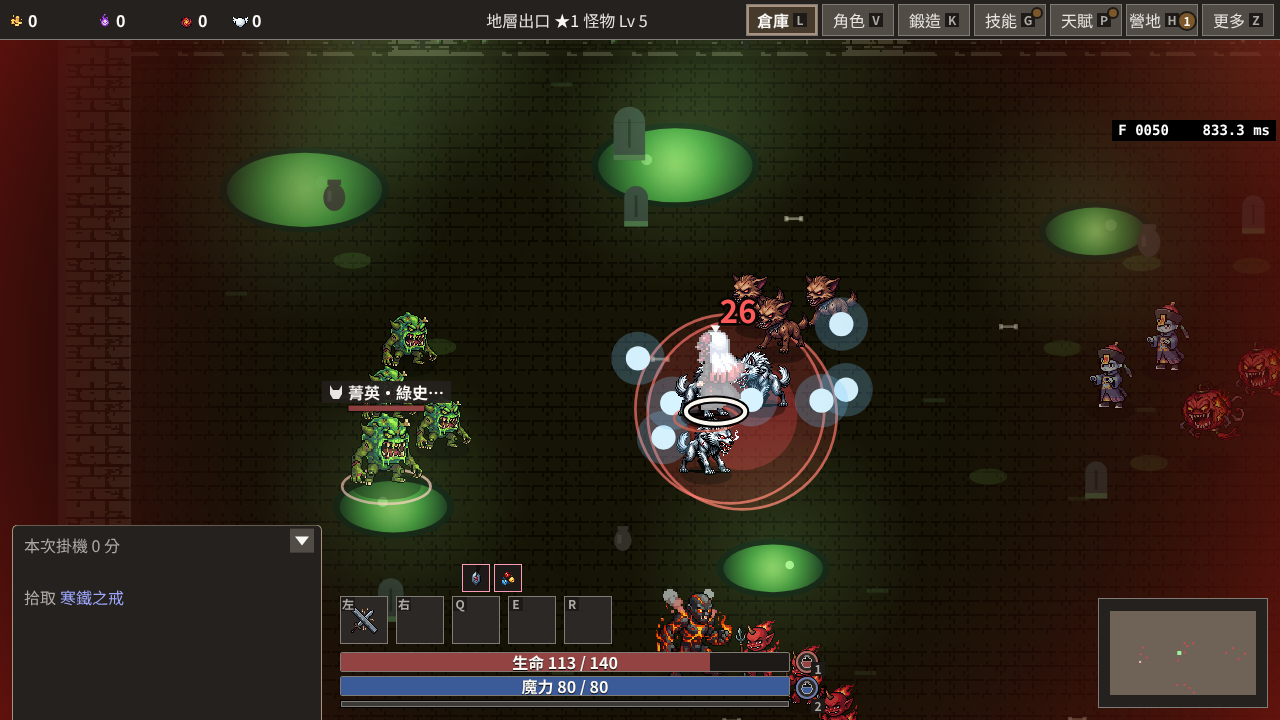 0 0 0 0
地層出口 ★1 怪物 Lv 5
倉庫 L
角色 V
鍛造 K
技能 G
天賦 P
營地 H 1
更多 Z
F 0050 833.3 ms
26
菁英·綠史…
本次掛機 0 分
拾取 寒鐵之戒
左 右 Q E R
生命 113 / 140
1
魔力 80 / 80
2